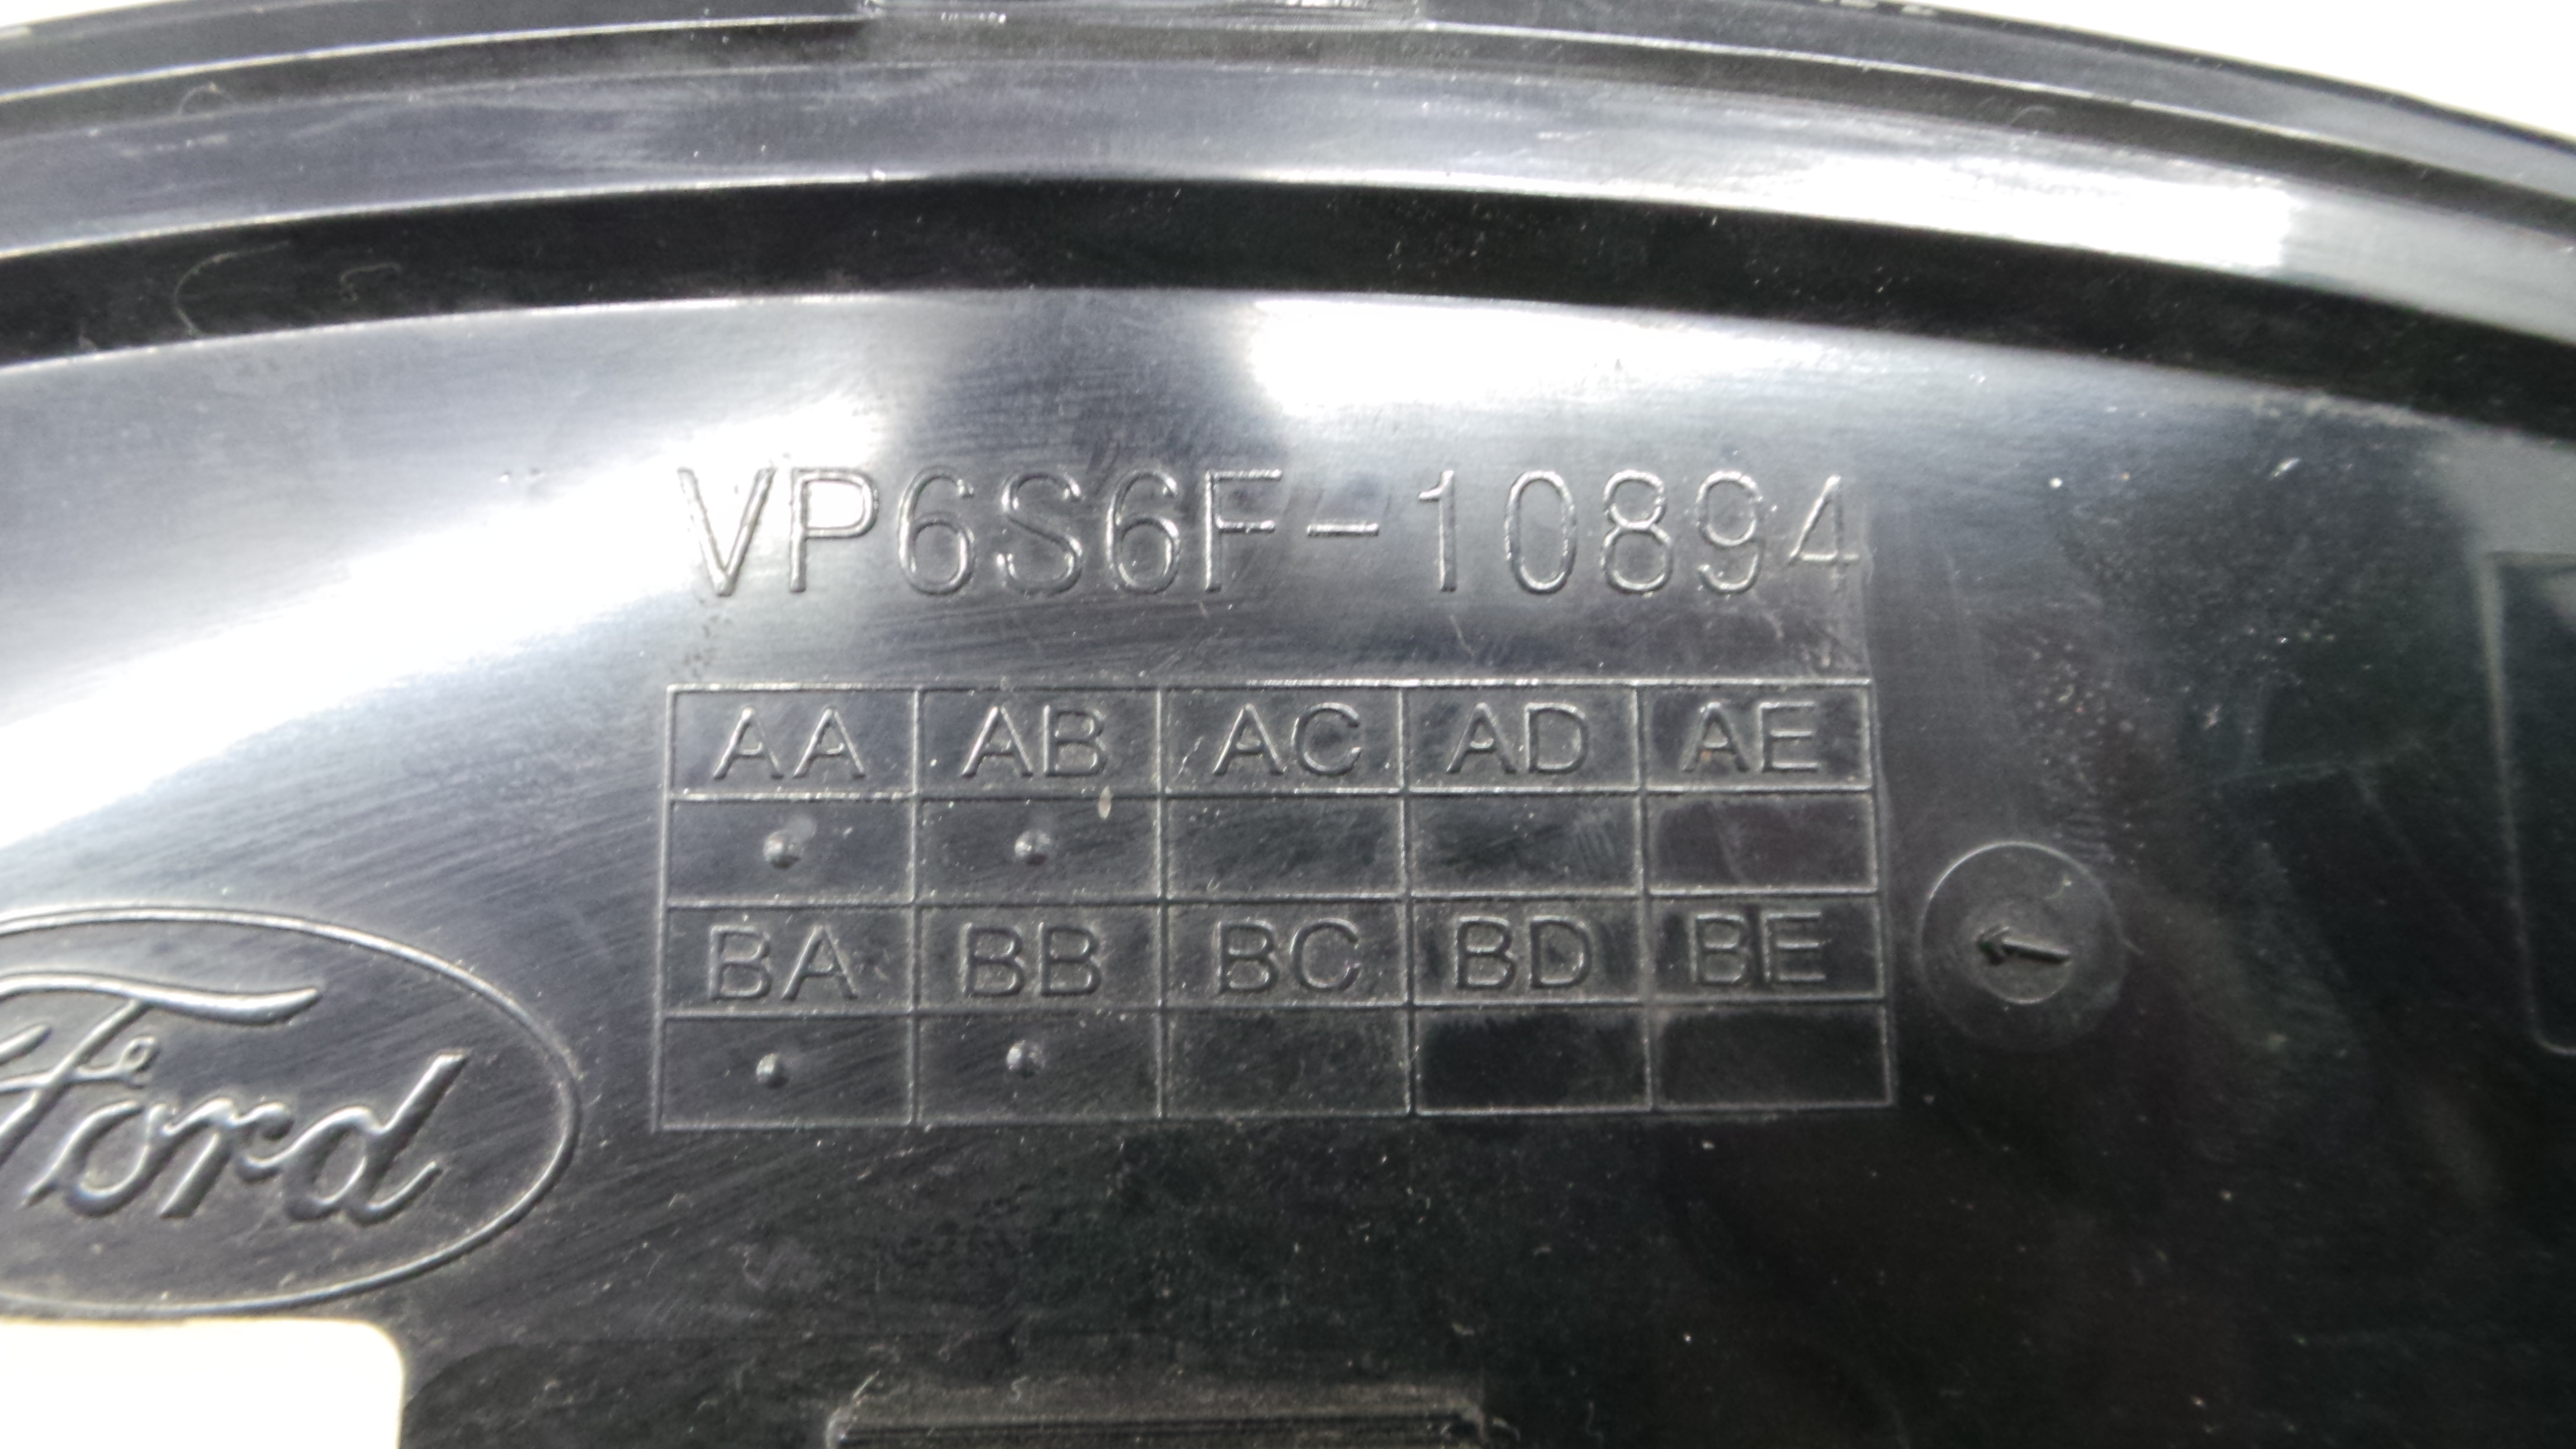 VP6S6F-10894
AA AB AC AD AE
BA BB BC BD BE
Ford